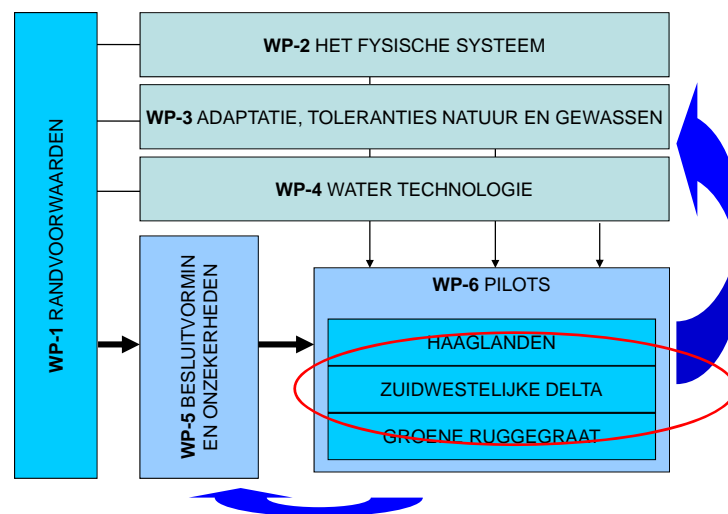 WP-1 RANDVOORWAARDEN
WP-2 HET FYSISCHE SYSTEEM
WP-3 ADAPTATIE, TOLERANTIES NATUUR EN GEWASSEN
WP-4 WATER TECHNOLOGIE
WP-5 BESLUITVORMIN
EN ONZEKERHEDEN
WP-6 PILOTS
HAAGLANDEN
ZUIDWESTELIJKE DELTA
GROENE RUGGEGRAAT